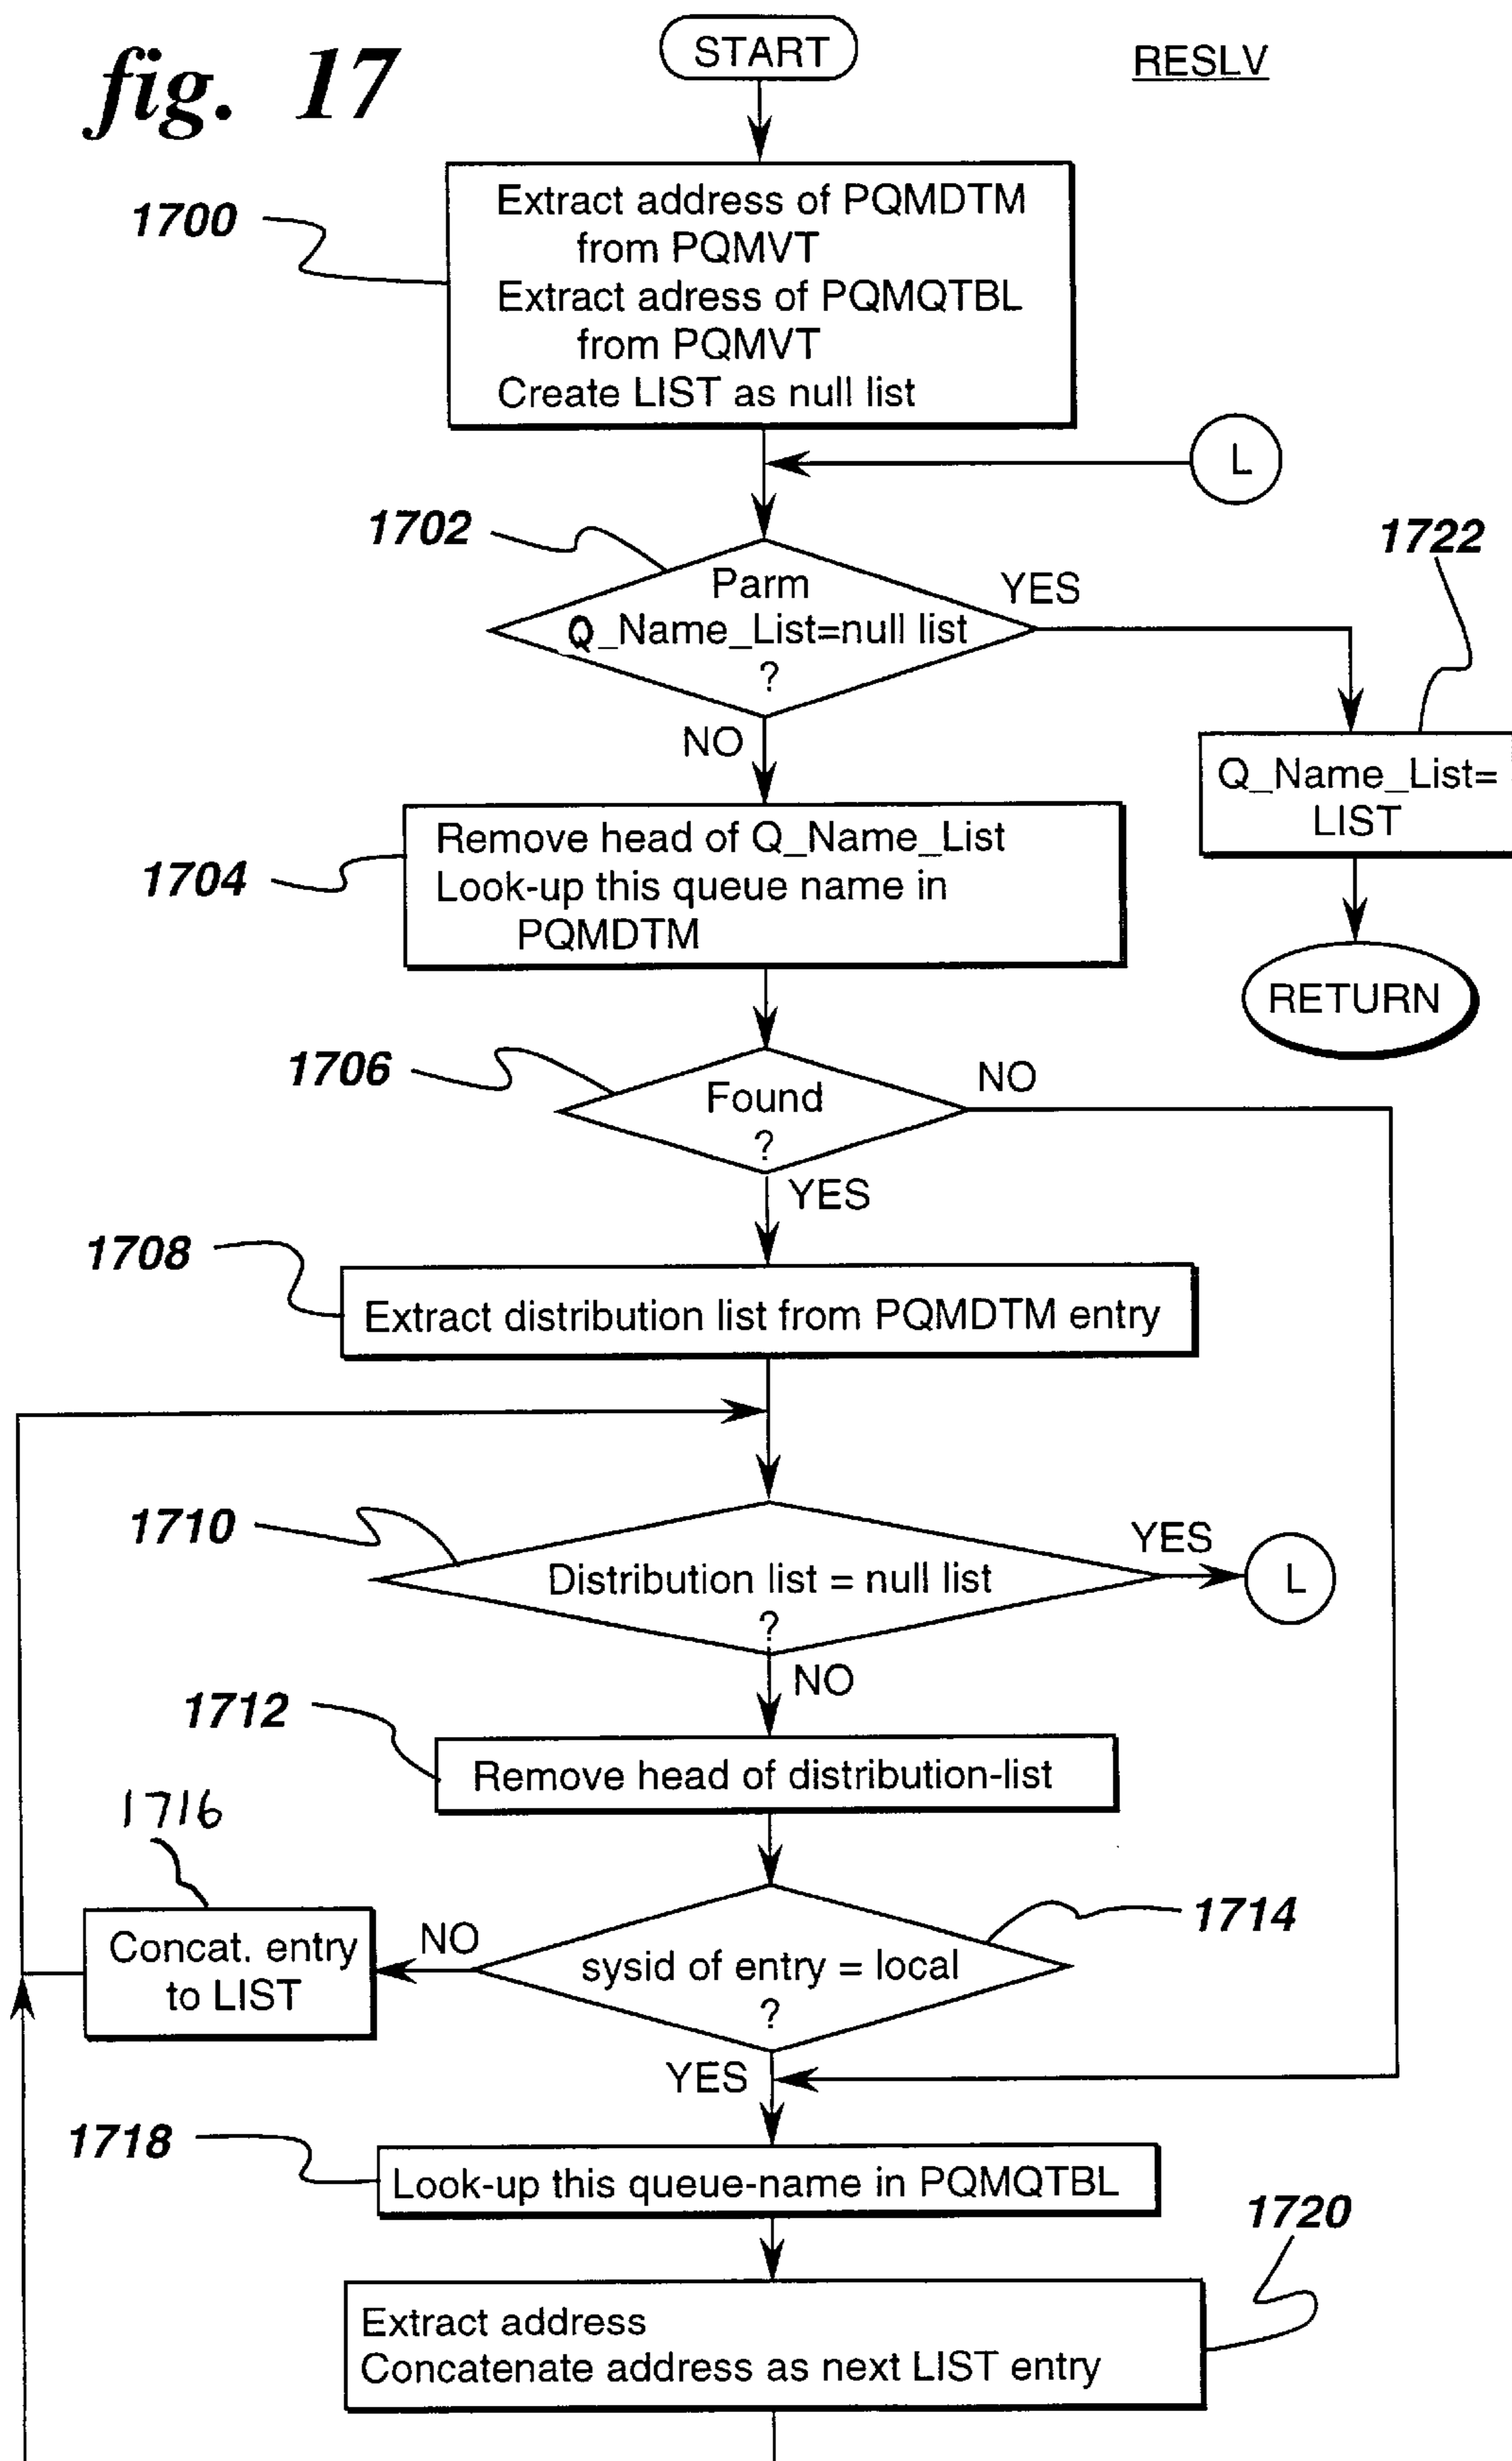 fig. 17
START
RESLV
1700
Extract address of PQMDTM
from PQMVT
Extract adress of PQMQTBL
from PQMVT
Create LIST as null list
L
1702
Parm
Q_Name_List=null list
?
YES
NO
1722
Q_Name_List=
LIST
RETURN
1704
Remove head of Q_Name_List
Look-up this queue name in
PQMDTM
1706
Found
?
NO
YES
1708
Extract distribution list from PQMDTM entry
1710
Distribution list = null list
?
YES
L
NO
1712
Remove head of distribution-list
1716
Concat. entry
to LIST
NO
1714
sysid of entry = local
?
YES
1718
Look-up this queue-name in PQMQTBL
1720
Extract address
Concatenate address as next LIST entry